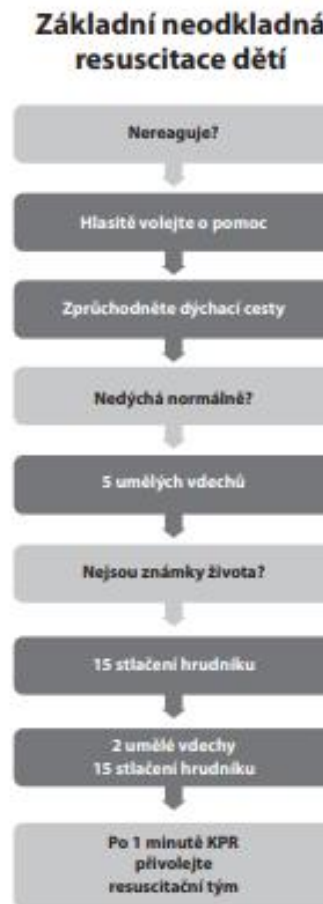 Základní neodkladná
resuscitace dětí
Nereaguje?
Hlasitě volejte o pomoc
Zprůchodněte dýchací cesty
Nedýchá normálně?
5 umělých vdechů
Nejsou známky života?
15 stlačení hrudníku
2 umělé vdechy
15 stlačení hrudníku
Po 1 minutě KPR
přivolejte
resuscitační tým